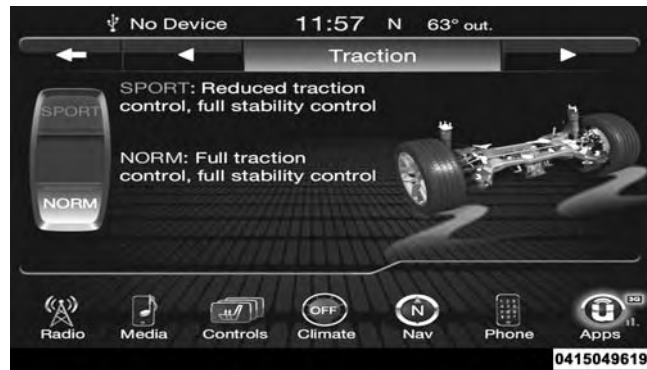 No Device 11:57 N 63° out.
Traction
SPORT: Reduced traction
control, full stability control
SPORT
NORM: Full traction
control, full stability control
NORM
OFF
N
3G
Radio Media Controls Climate Nav Phone Apps
0415049619